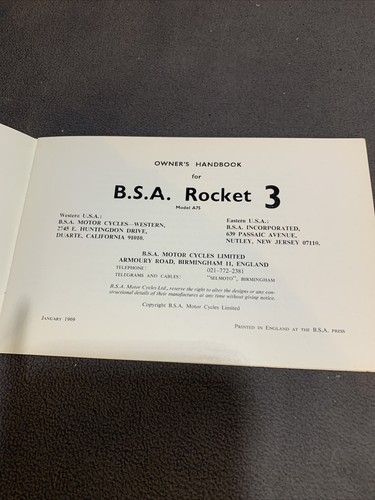 OWNER'S HANDBOOK
for
B.S.A. Rocket 3
Model A75
Western U.S.A.:
B.S.A. MOTOR CYCLES—WESTERN,
2745 E. HUNTINGDON DRIVE,
DUARTE, CALIFORNIA 91010.
Eastern U.S.A.:
B.S.A. INCORPORATED,
639 PASSAIC AVENUE,
NUTLEY, NEW JERSEY 07110.
B.S.A. MOTOR CYCLES LIMITED
ARMOURY ROAD, BIRMINGHAM 11, ENGLAND
TELEPHONE: 021-772-2381
TELEGRAMS AND CABLES: "SELMOTO", BIRMINGHAM
B.S.A. Motor Cycles Ltd., reserve the right to alter the designs or any con-
structional details of their manufactures at any time without giving notice.
Copyright B.S.A. Motor Cycles Limited
JANUARY
PRINTED IN ENGLAND AT THE B.S.A. PRESS